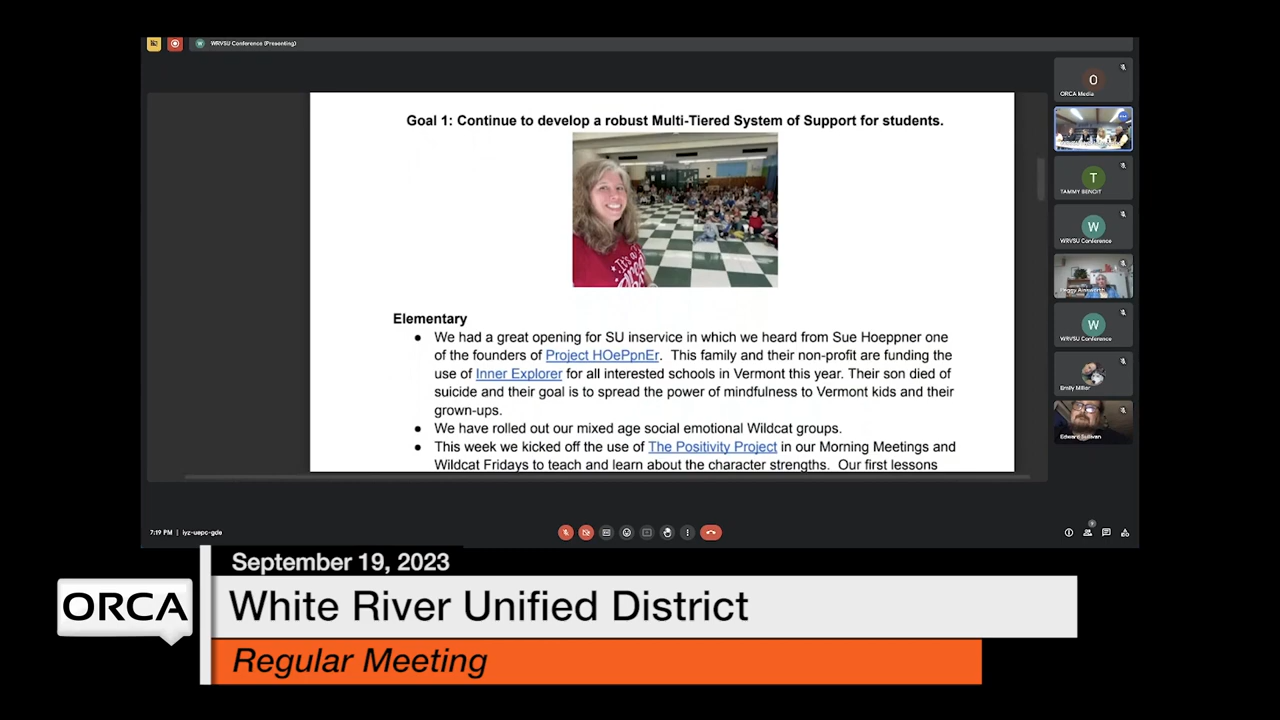 WRVSU Conference (Presenting)
Goal 1: Continue to develop a robust Multi-Tiered System of Support for students.
Elementary
● We had a great opening for SU inservice in which we heard from Sue Hoeppner one
of the founders of Project HOePpnEr. This family and their non-profit are funding the
use of Inner Explorer for all interested schools in Vermont this year. Their son died of
suicide and their goal is to spread the power of mindfulness to Vermont kids and their
grown-ups.
● We have rolled out our mixed age social emotional Wildcat groups.
● This week we kicked off the use of The Positivity Project in our Morning Meetings and
Wildcat Fridays to teach and learn about the character strengths. Our first lessons
O
ORCA Media
T
TAMMY BENOIT
W
WRVSU Conference
Peggy Ainsworth
W
WRVSU Conference
Emily Miller
Edward Sullivan
7:19 PM | iyz-uepc-gde
September 19, 2023
ORCA
White River Unified District
Regular Meeting